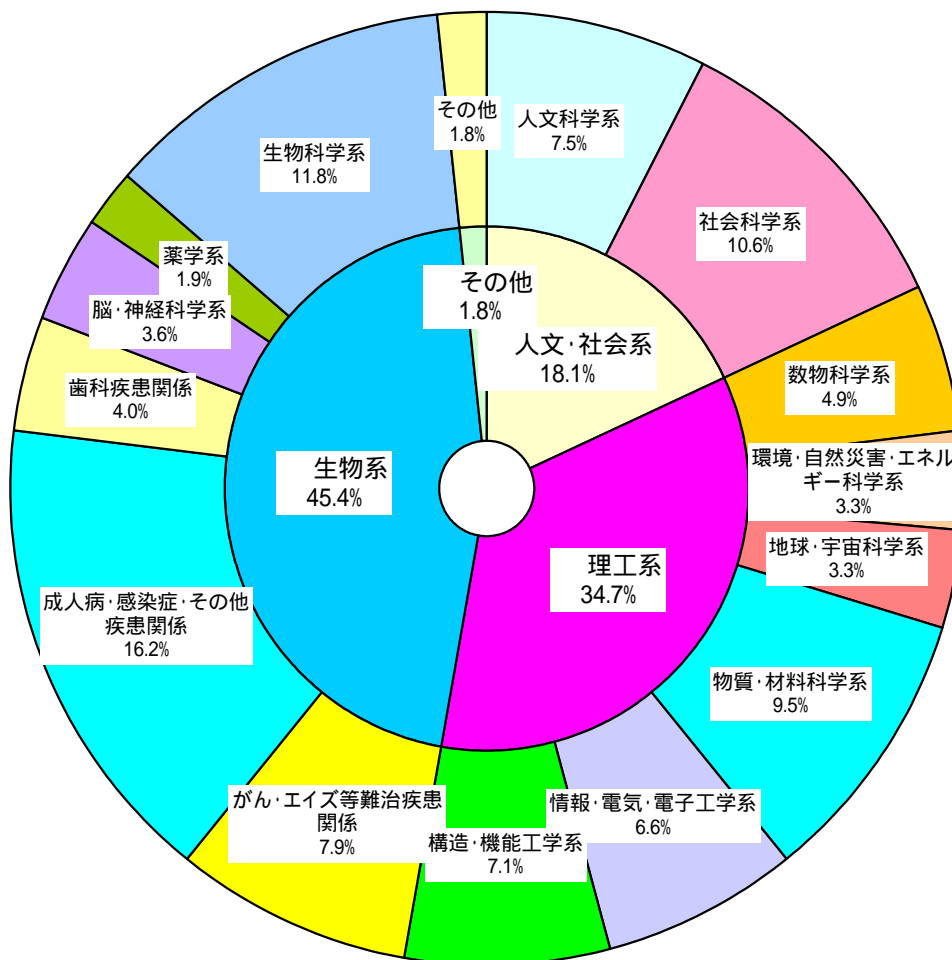 その他
1.8%
人文科学系
7.5%
社会科学系
10.6%
数物科学系
4.9%
環境・自然災害・エネル
ギー科学系
3.3%
地球・宇宙科学系
3.3%
物質・材料科学系
9.5%
情報・電気・電子工学系
6.6%
構造・機能工学系
7.1%
がん・エイズ等難治疾患
関係
7.9%
成人病・感染症・その他
疾患関係
16.2%
歯科疾患関係
4.0%
脳・神経科学系
3.6%
薬学系
1.9%
生物科学系
11.8%
その他
1.8%
人文・社会系
18.1%
理工系
34.7%
生物系
45.4%